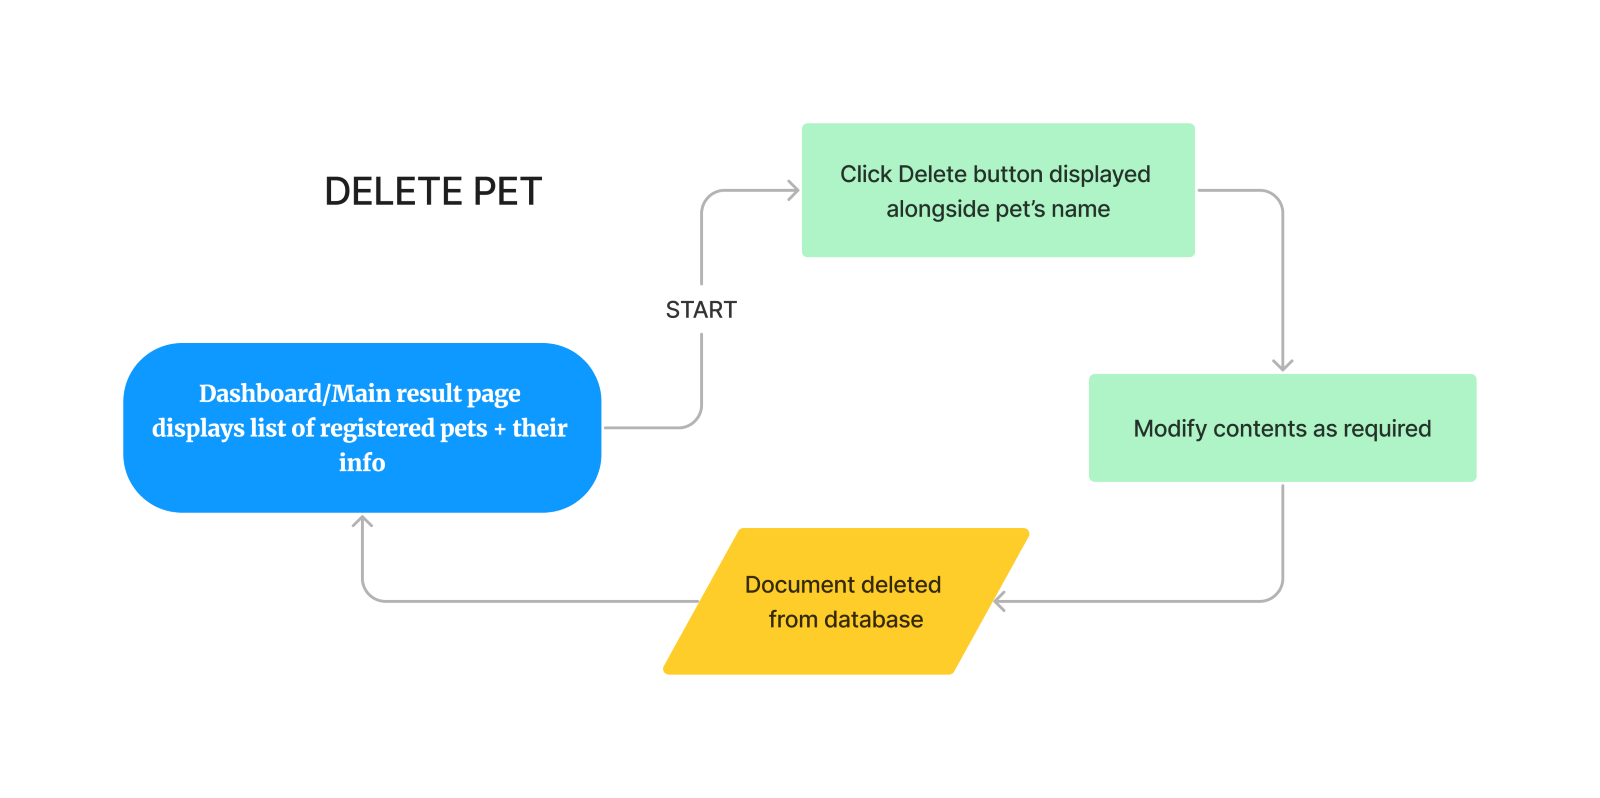 DELETE PET
Click Delete button displayed
alongside pet’s name
START
Dashboard/Main result page
displays list of registered pets + their
info
Modify contents as required
Document deleted
from database